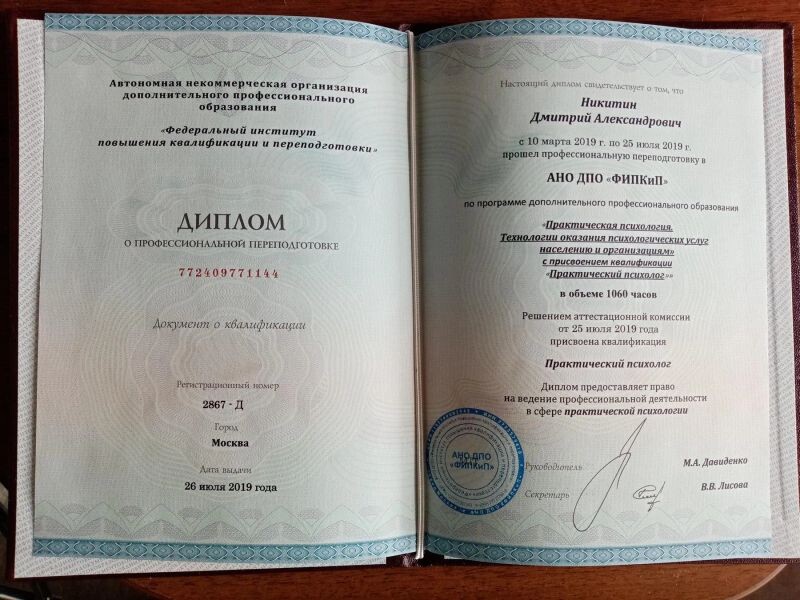 Автономная некоммерческая организация
дополнительного профессионального
образования
«Федеральный институт
повышения квалификации и переподготовки»
ДИПЛОМ
О ПРОФЕССИОНАЛЬНОЙ ПЕРЕПОДГОТОВКЕ
772409771144
Документ о квалификации
Регистрационный номер
2867 - Д
Город
Москва
Дата выдачи
26 июля 2019 года
Настоящий диплом свидетельствует о том, что
Никитин
Дмитрий Александрович
с 10 марта 2019 г. по 25 июля 2019 г.
прошел профессиональную переподготовку в
АНО ДПО «ФИПКиП»
по программе дополнительного профессионального образования
«Практическая психология.
Технологии оказания психологических услуг
населению и организациям»
с присвоением квалификации
«Практический психолог»»
в объеме 1060 часов
Решением аттестационной комиссии
от 25 июля 2019 года
присвоена квалификация
Практический психолог
Диплом предоставляет право
на ведение профессиональной деятельности
в сфере практической психологии
АНО ДПО
«ФИПКиП»
Руководитель
М.А. Давиденко
Секретарь
В.В. Лисова